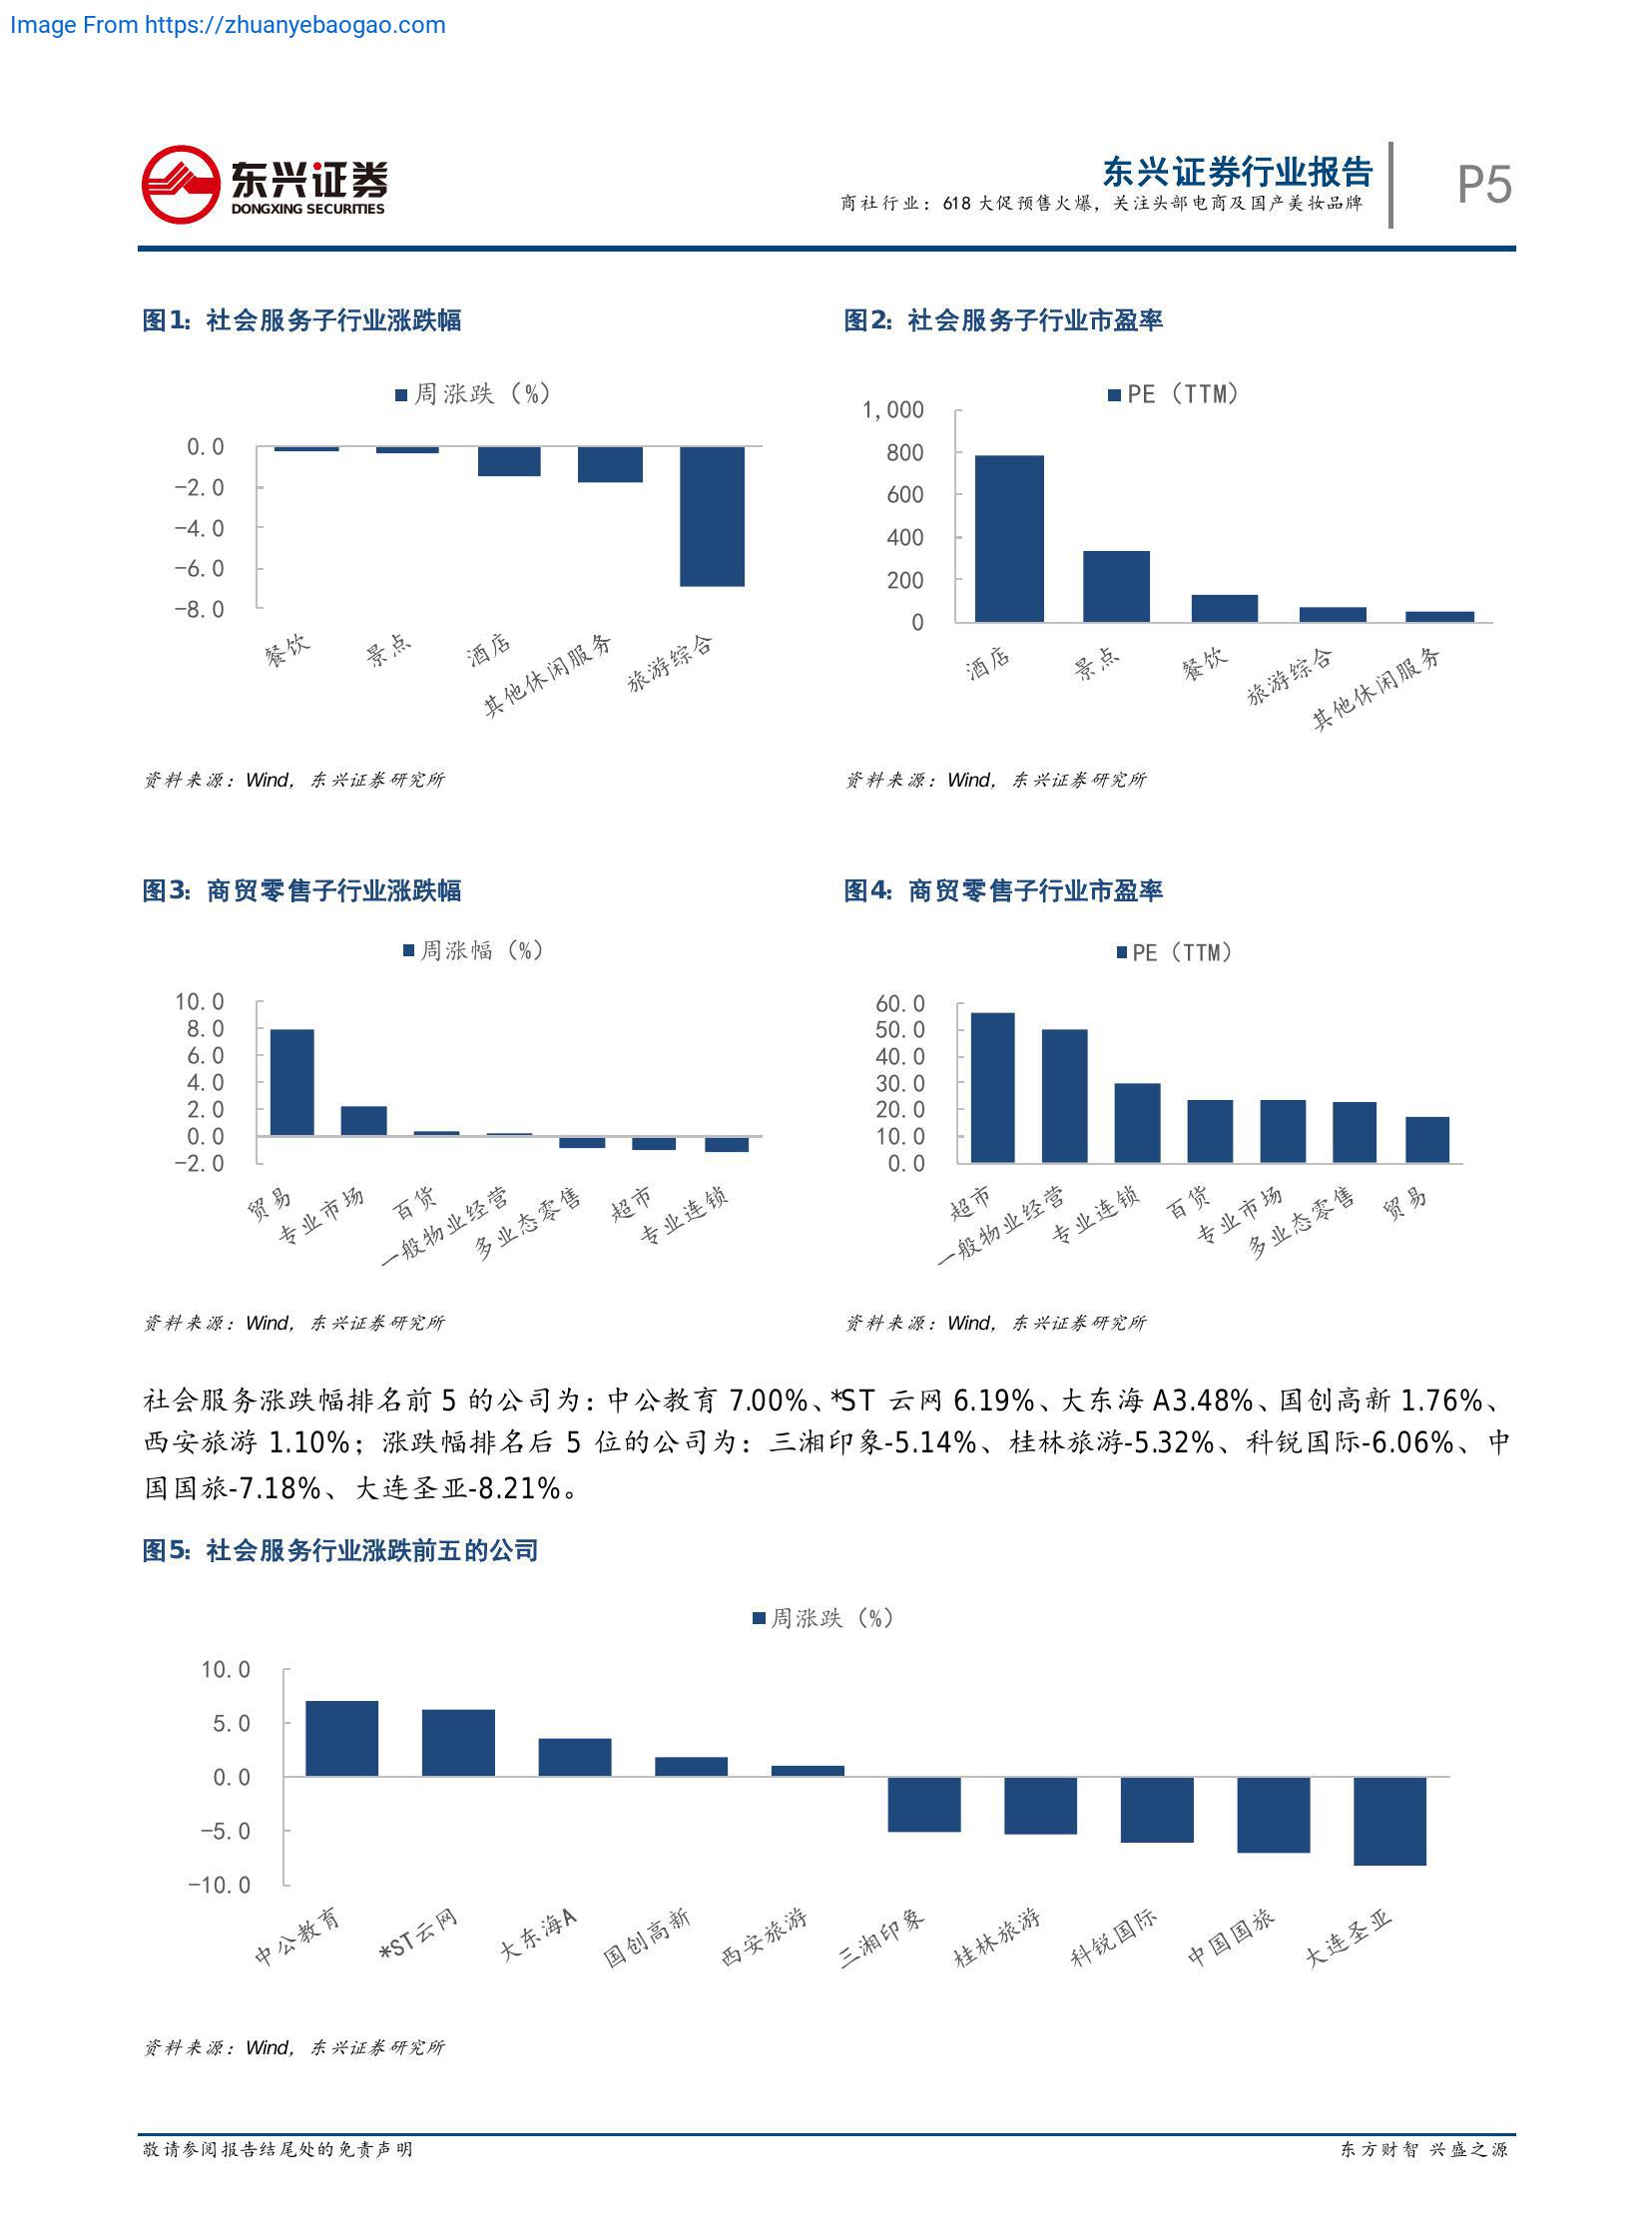 Image From https://zhuanyebaogao.com
东兴证券
DONGXING SECURITIES
东兴证券行业报告
商社行业：618 大促预售火爆，关注头部电商及国产美妆品牌
P5
图1：社会服务子行业涨跌幅
周涨跌（%）
0.0
-2.0
-4.0
-6.0
-8.0
餐饮
景点
酒店
其他休闲服务
旅游综合
资料来源：Wind，东兴证券研究所
图2：社会服务子行业市盈率
PE（TTM）
1,000
800
600
400
200
0
酒店
景点
餐饮
旅游综合
其他休闲服务
资料来源：Wind，东兴证券研究所
图3：商贸零售子行业涨跌幅
周涨幅（%）
10.0
8.0
6.0
4.0
2.0
0.0
-2.0
贸易
专业市场
百货
一般物业经营
多业态零售
超市
专业连锁
资料来源：Wind，东兴证券研究所
图4：商贸零售子行业市盈率
PE（TTM）
60.0
50.0
40.0
30.0
20.0
10.0
0.0
超市
一般物业经营
专业连锁
百货
专业市场
多业态零售
贸易
资料来源：Wind，东兴证券研究所
社会服务涨跌幅排名前 5 的公司为：中公教育 7.00%、*ST 云网 6.19%、大东海 A3.48%、国创高新 1.76%、
西安旅游 1.10%；涨跌幅排名后 5 位的公司为：三湘印象-5.14%、桂林旅游-5.32%、科锐国际-6.06%、中
国国旅-7.18%、大连圣亚-8.21%。
图5：社会服务行业涨跌前五的公司
周涨跌（%）
10.0
5.0
0.0
-5.0
-10.0
中公教育
*ST云网
大东海A
国创高新
西安旅游
三湘印象
桂林旅游
科锐国际
中国国旅
大连圣亚
资料来源：Wind，东兴证券研究所
敬请参阅报告结尾处的免责声明
东方财智 兴盛之源